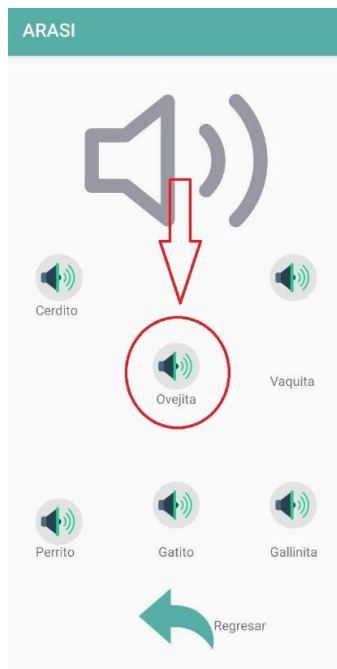 ARASI
Cerdito
Ovejita
Vaquita
Perrito
Gatito
Gallinita
Regresar